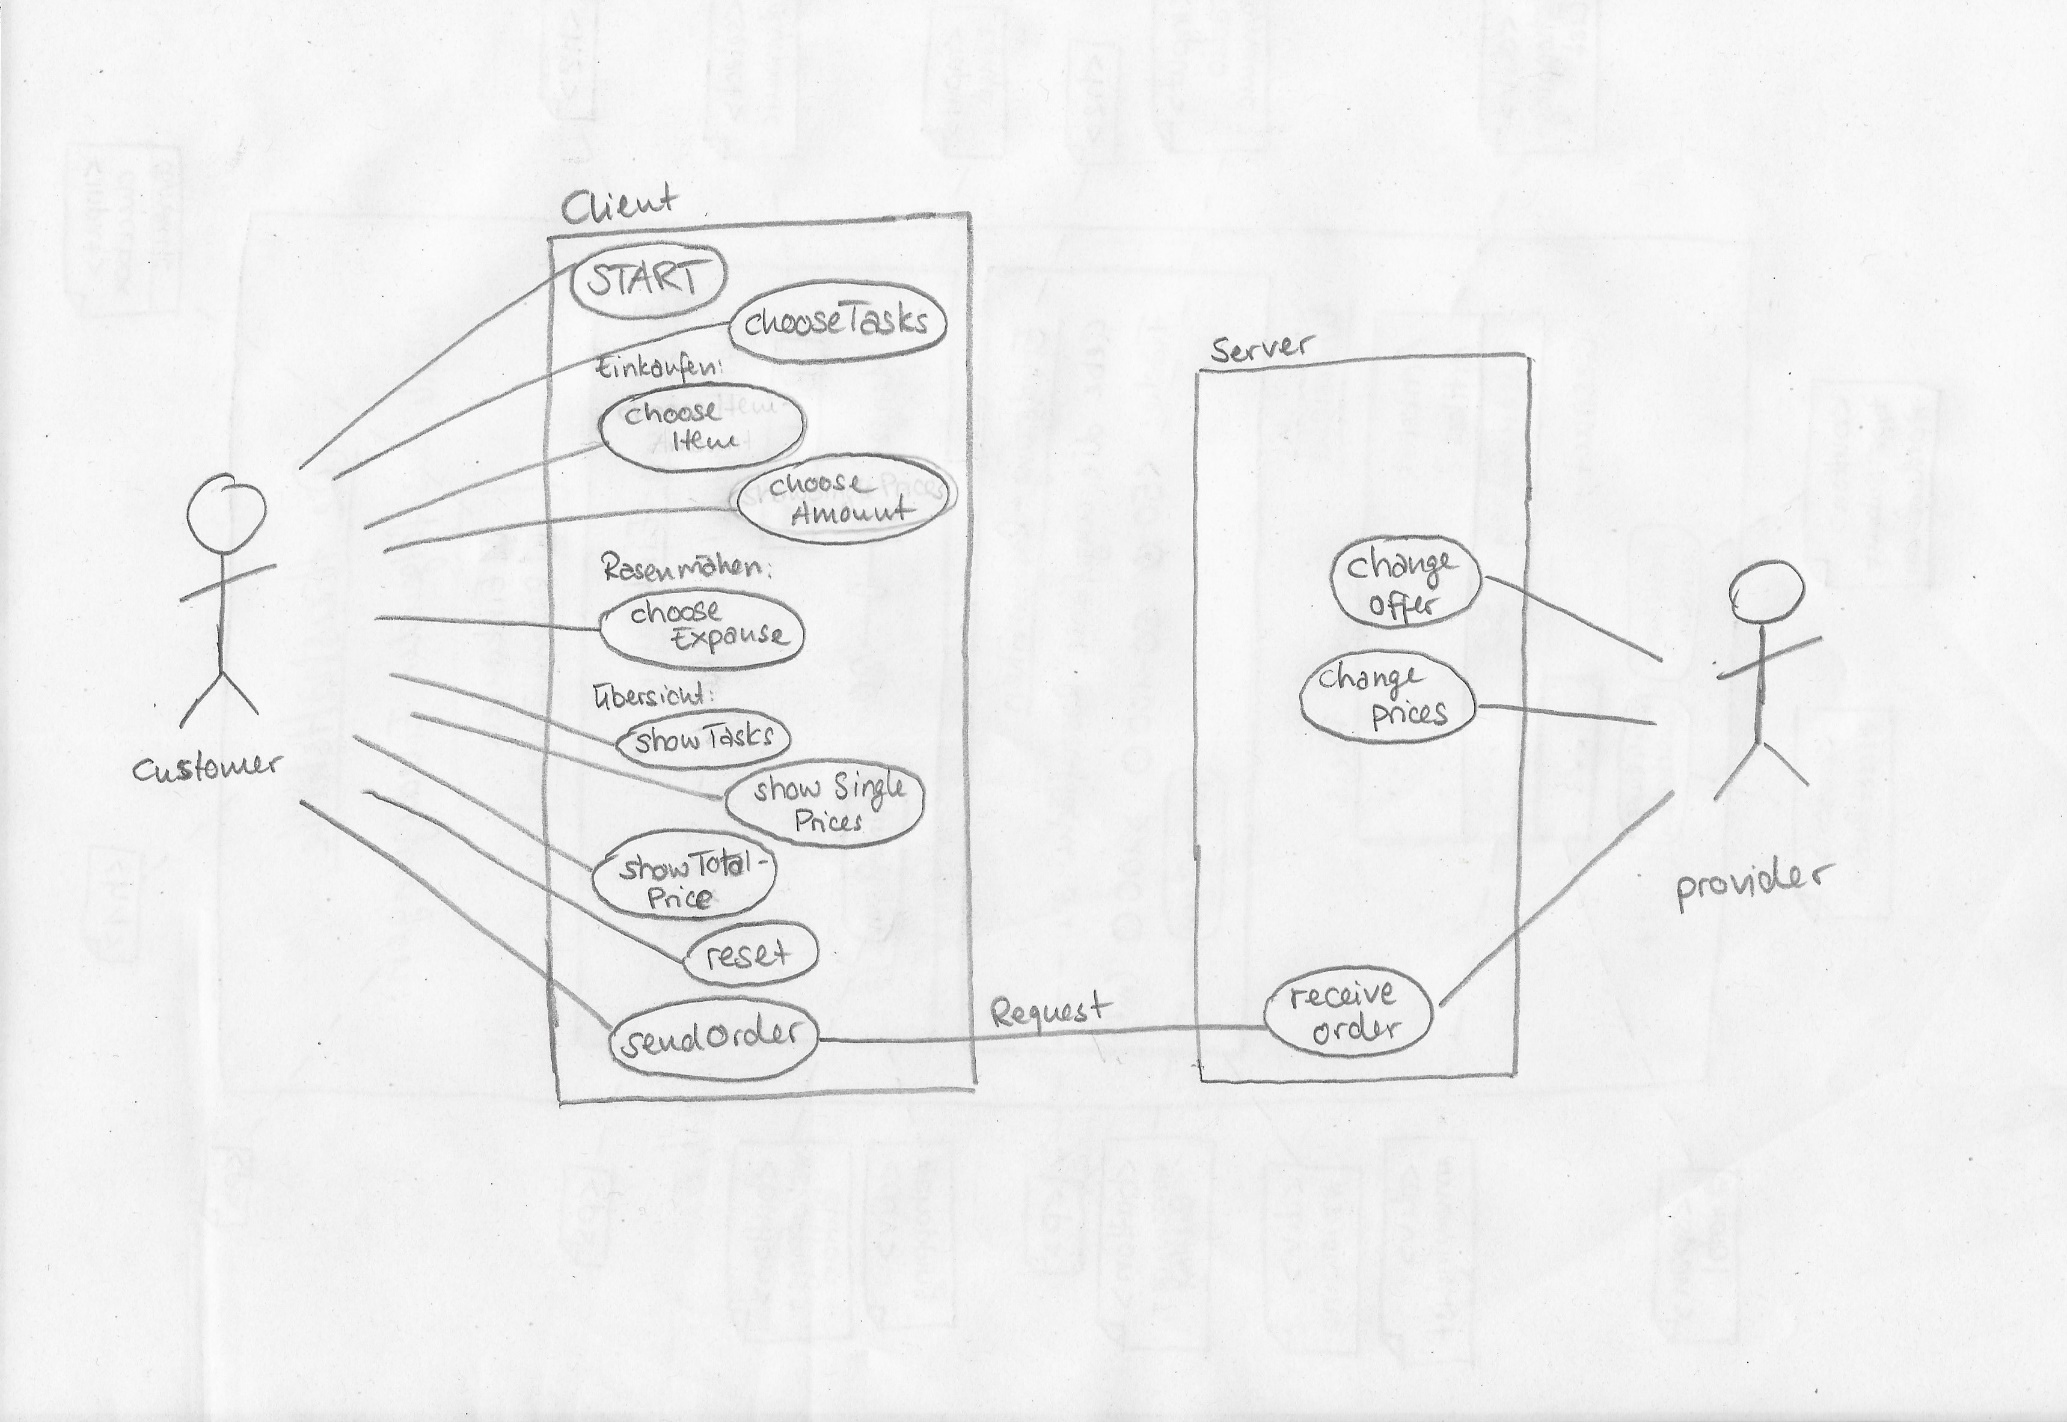 Client
START
chooseTasks
Einkaufen:
choose
Item
choose
Amount
Rasenmähen:
choose
Expanse
Übersicht:
showTasks
show Single
Prices
showTotal-
Price
reset
sendOrder
customer
Request
Server
change
offer
change
prices
receive
order
provider